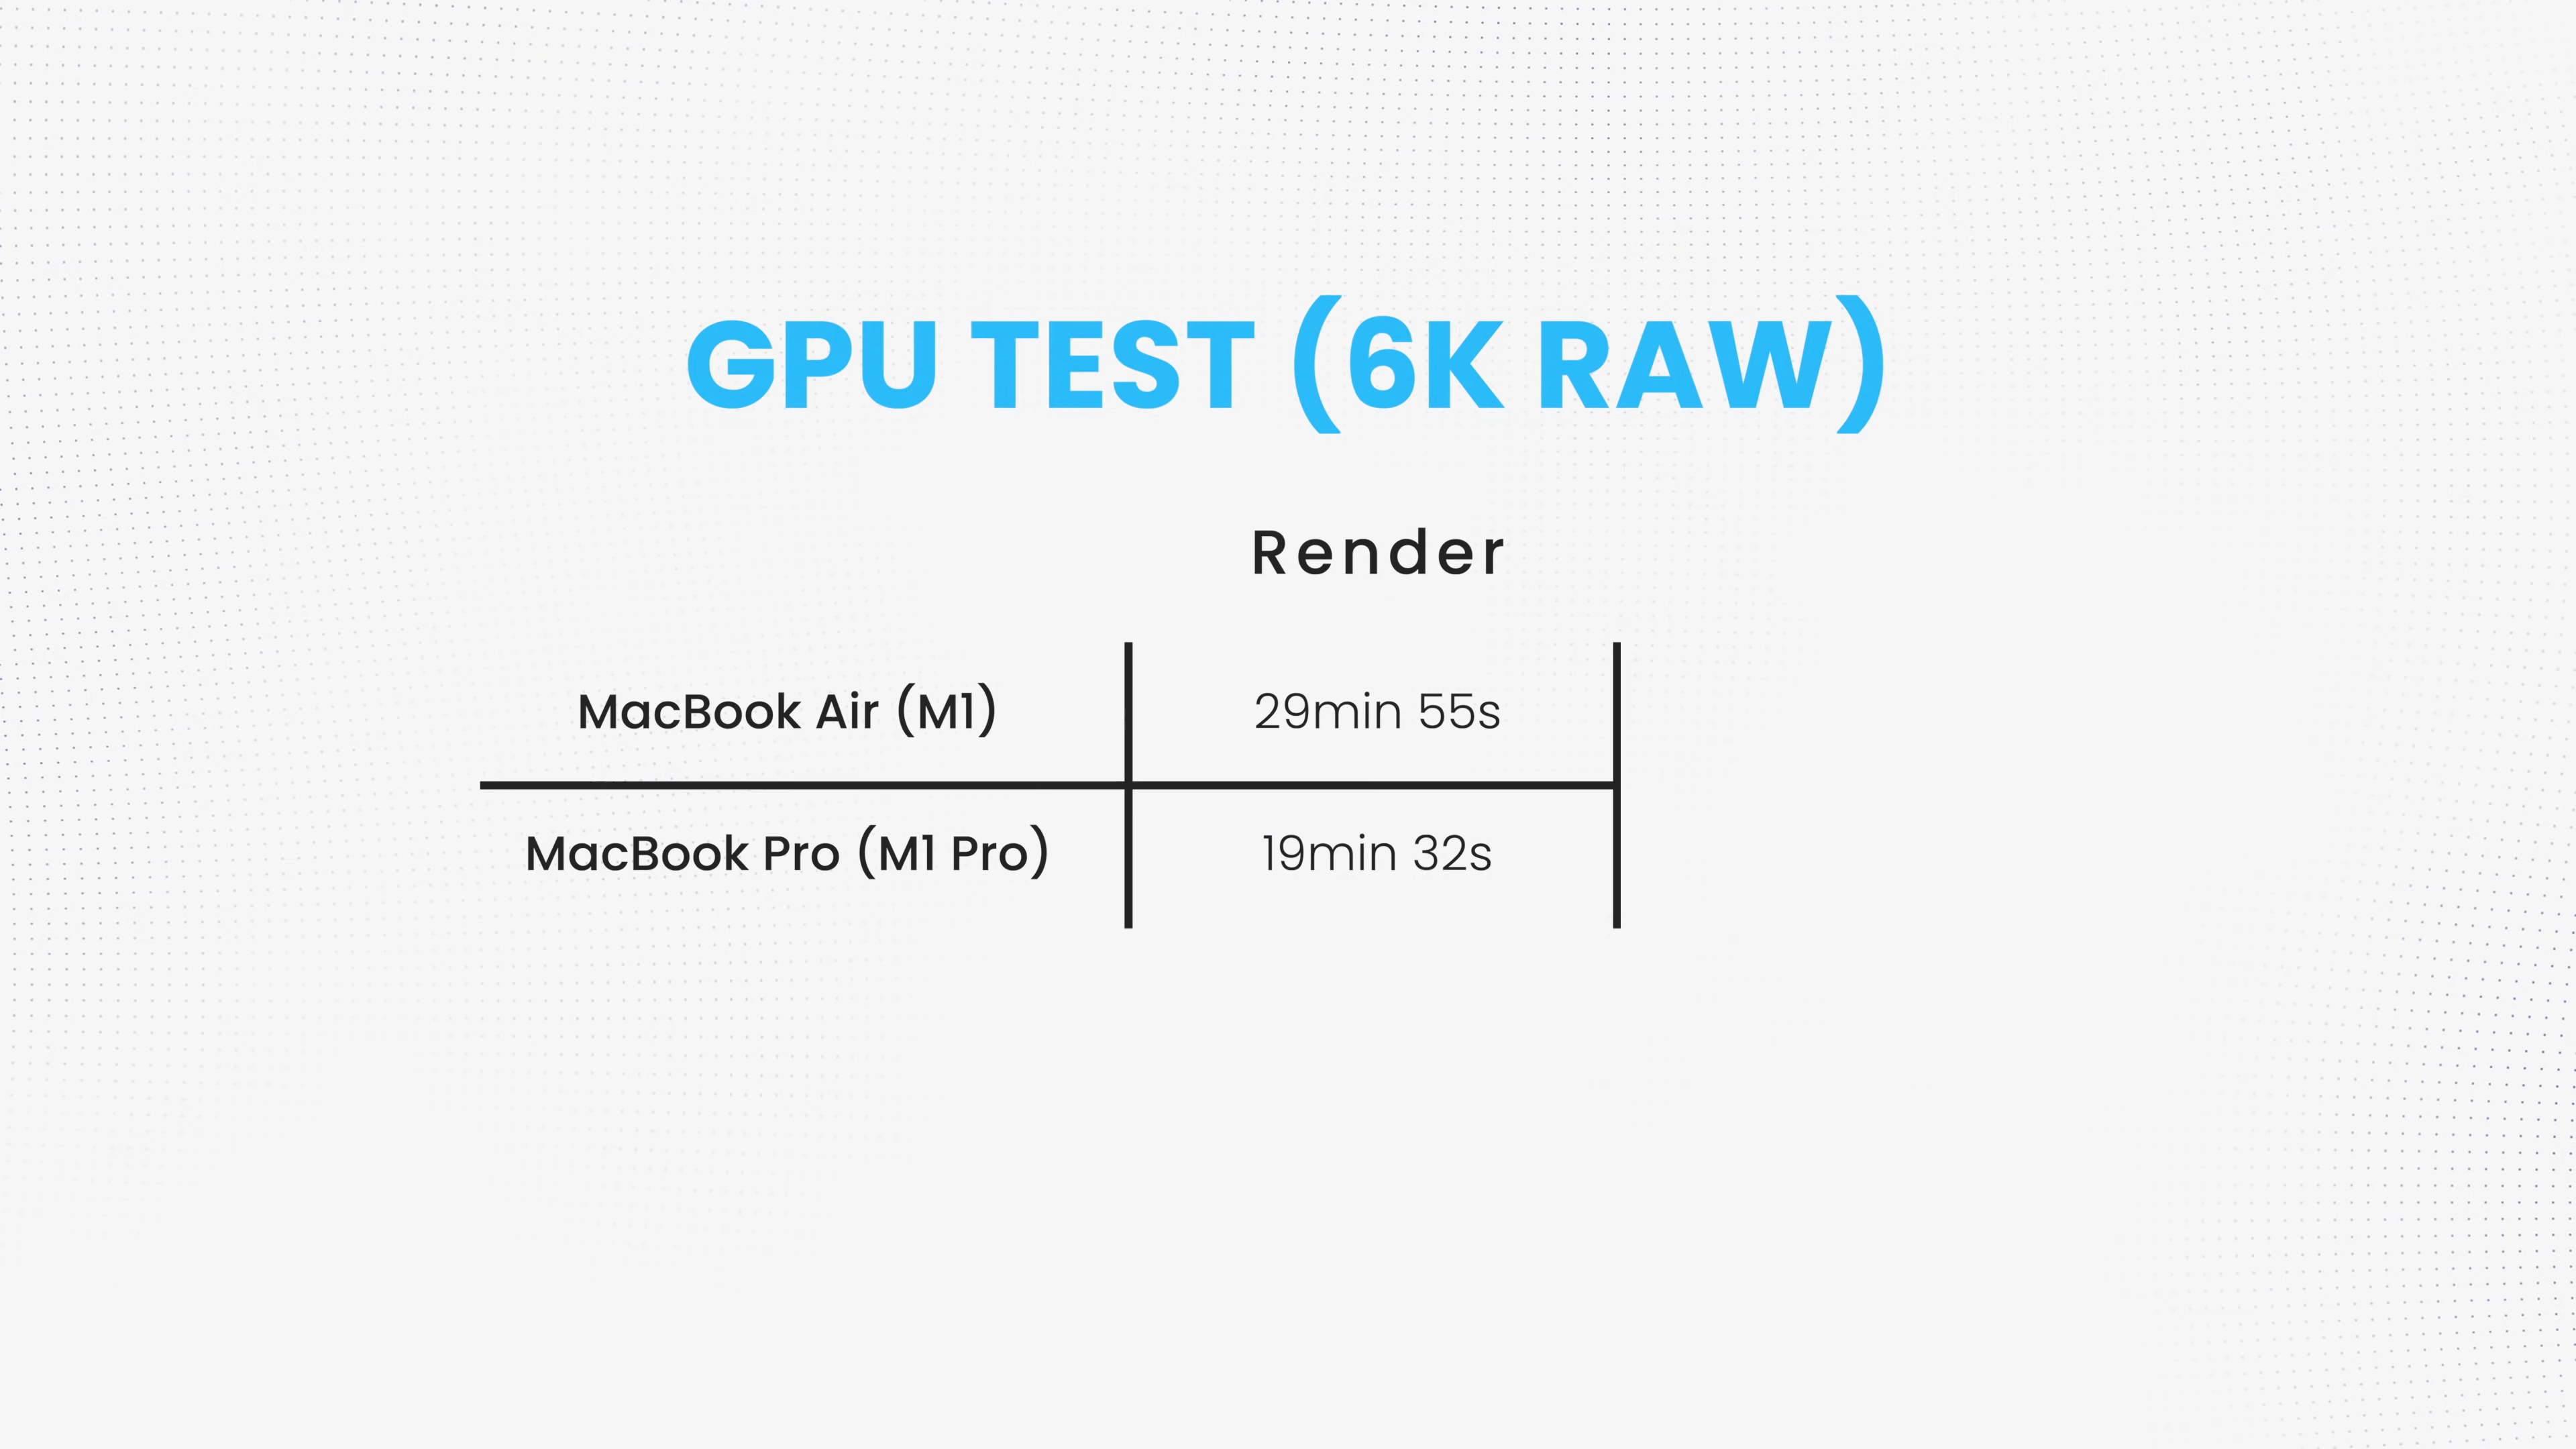 GPU TEST (6K RAW)
Render
MacBook Air (M1) 29min 55s
MacBook Pro (M1 Pro) 19min 32s